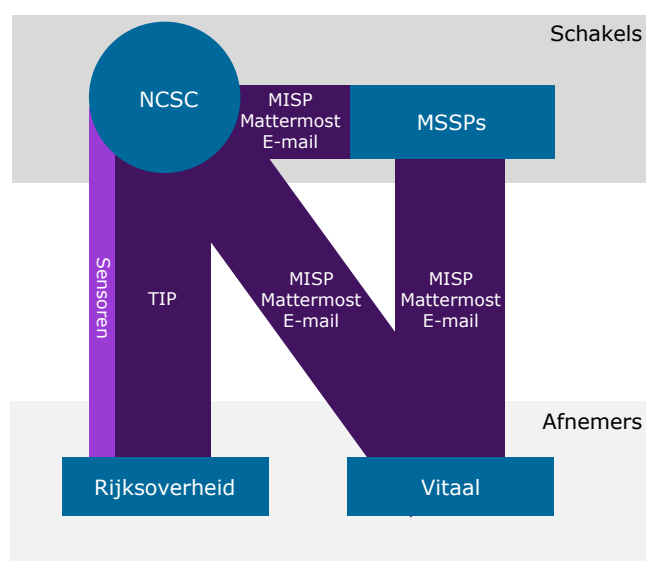 Schakels
NCSC
MISP
Mattermost
E-mail
MSSPs
Sensoren
TIP
MISP
Mattermost
E-mail
MISP
Mattermost
E-mail
Afnemers
Rijksoverheid
Vitaal